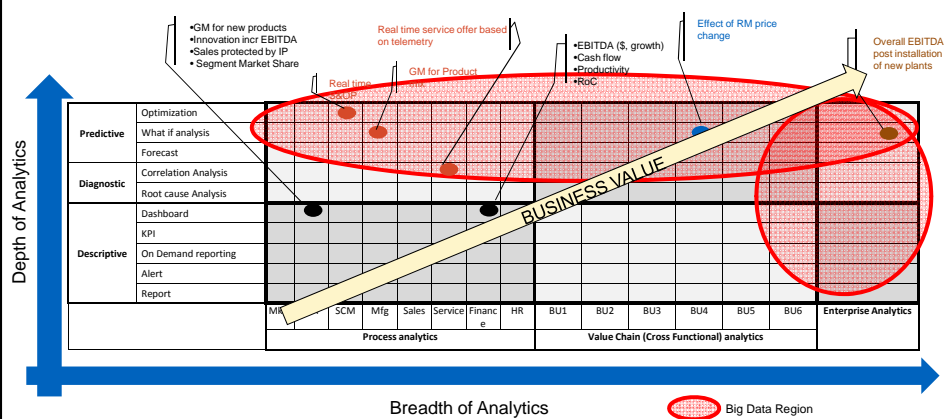 •GM for new products
•Innovation incr EBITDA
•Sales protected by IP
• Segment Market Share
Real time service offer based
on telemetry
Effect of RM price
change
•EBITDA ($, growth)
•Cash flow
•Productivity
•RoC
Overall EBITDA
post installation
of new plants
Real time
S&OP
GM for Product
mix
Depth of Analytics
Predictive
Optimization
What if analysis
Forecast
Diagnostic
Correlation Analysis
Root cause Analysis
Descriptive
Dashboard
KPI
On Demand reporting
Alert
Report
BUSINESS VALUE
SCM
Mfg
Sales
Service
Financ
e
HR
BU1
BU2
BU3
BU4
BU5
BU6
Enterprise Analytics
Process analytics
Value Chain (Cross Functional) analytics
Breadth of Analytics
Big Data Region